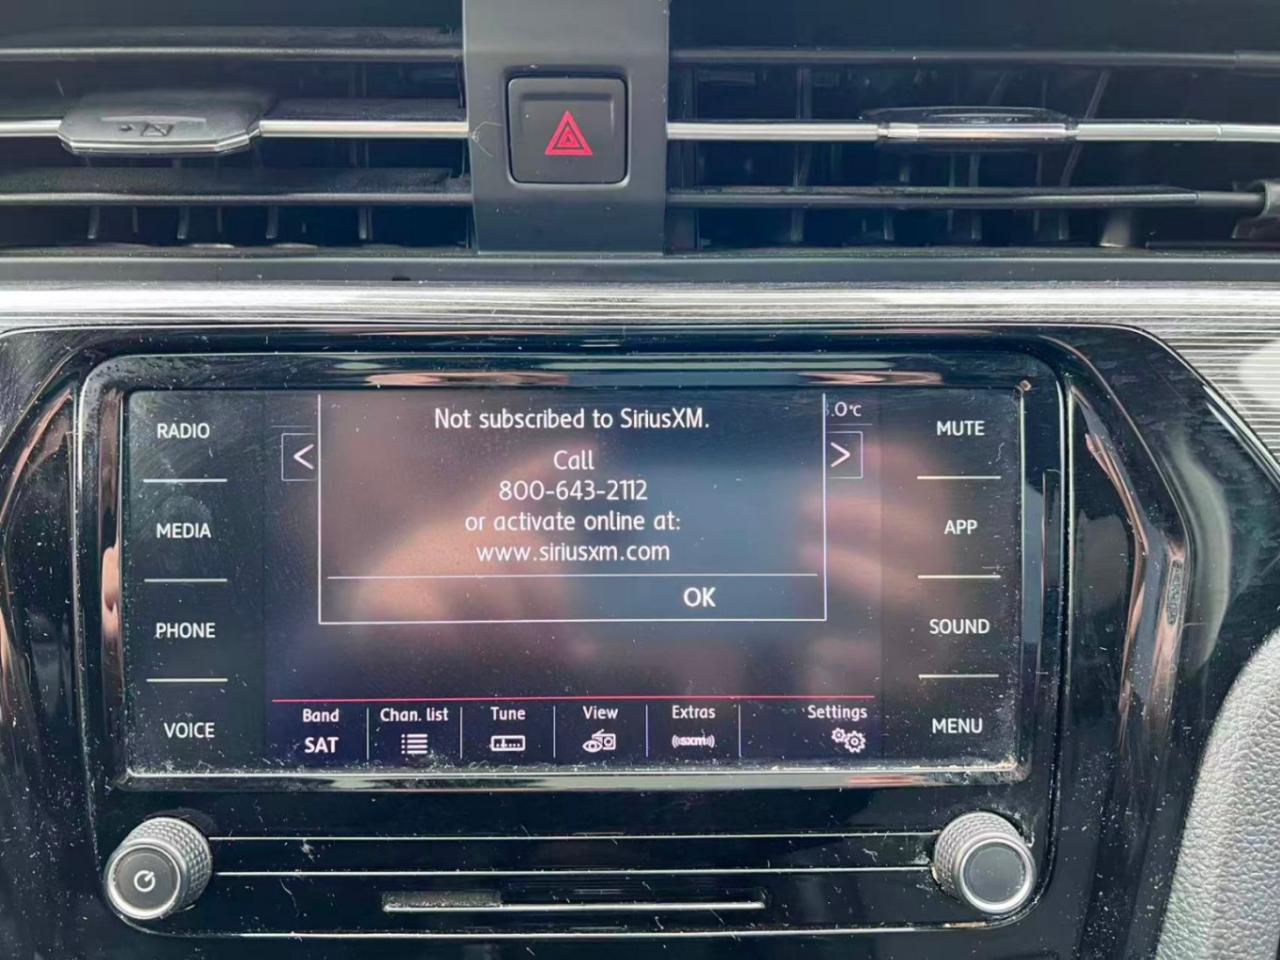 Not subscribed to SiriusXM.
Call
800-643-2112
or activate online at:
www.siriusxm.com
OK
.0°C
<
>
RADIO
MEDIA
PHONE
VOICE
MUTE
APP
SOUND
MENU
Band
SAT
Chan. list
Tune
View
Extras
((sxm))
Settings